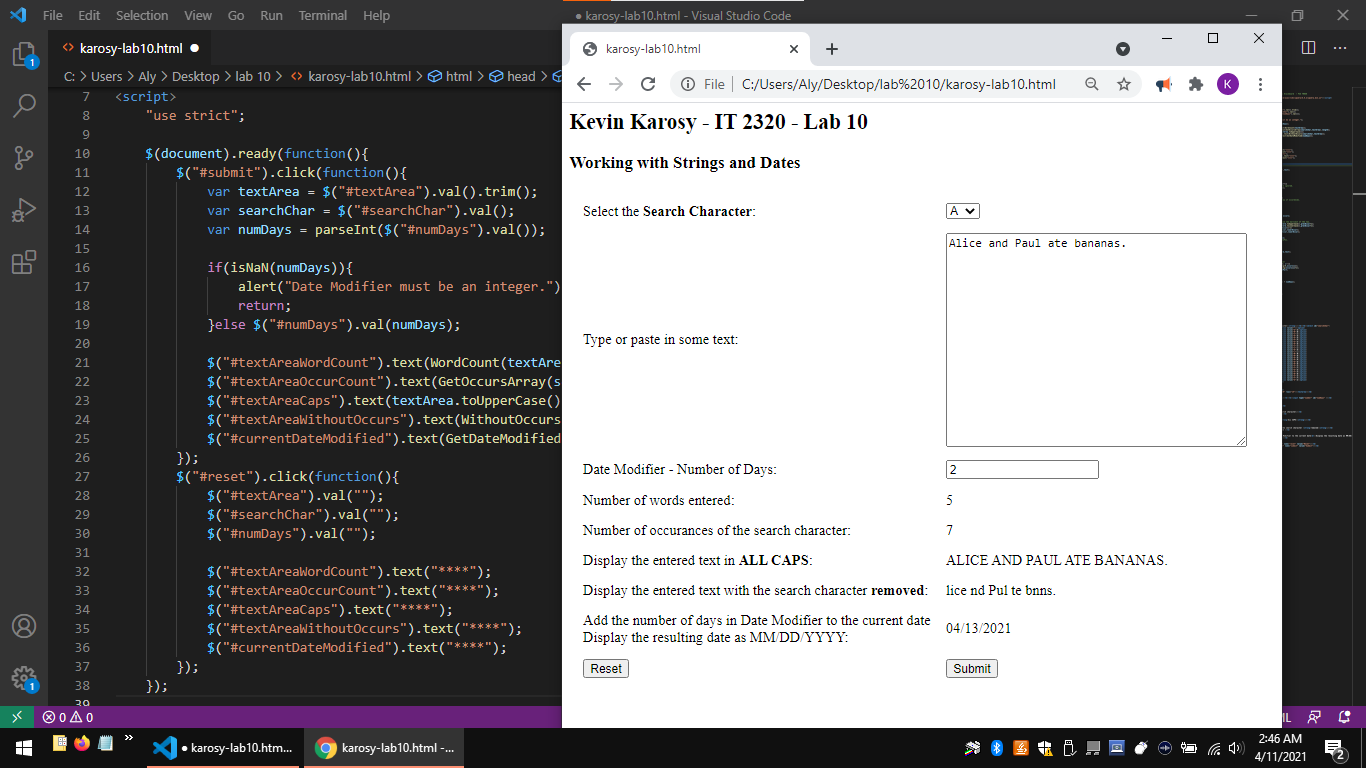 File Edit Selection View Go Run Terminal Help
● karosy-lab10.html - Visual Studio Code
karosy-lab10.html ●
C: > Users > Aly > Desktop > lab 10 > karosy-lab10.html > html > head >
7 <script>
8 "use strict";
9
10 $(document).ready(function(){
11 $("#submit").click(function(){
12 var textArea = $("#textArea").val().trim();
13 var searchChar = $("#searchChar").val();
14 var numDays = parseInt($("#numDays").val());
15
16 if(isNaN(numDays)){
17 alert("Date Modifier must be an integer.")
18 return;
19 }else $("#numDays").val(numDays);
20
21 $("#textAreaWordCount").text(WordCount(textAre
22 $("#textAreaOccurCount").text(GetOccursArray(s
23 $("#textAreaCaps").text(textArea.toUpperCase()
24 $("#textAreaWithoutOccurs").text(WithoutOccurs
25 $("#currentDateModified").text(GetDateModified
26 });
27 $("#reset").click(function(){
28 $("#textArea").val("");
29 $("#searchChar").val("");
30 $("#numDays").val("");
31
32 $("#textAreaWordCount").text("****");
33 $("#textAreaOccurCount").text("****");
34 $("#textAreaCaps").text("****");
35 $("#textAreaWithoutOccurs").text("****");
36 $("#currentDateModified").text("****");
37 });
38 });
39
karosy-lab10.html
File C:/Users/Aly/Desktop/lab%2010/karosy-lab10.html K
Kevin Karosy - IT 2320 - Lab 10
Working with Strings and Dates
Select the Search Character: A
Type or paste in some text: Alice and Paul ate bananas.
Date Modifier - Number of Days: 2
Number of words entered: 5
Number of occurances of the search character: 7
Display the entered text in ALL CAPS: ALICE AND PAUL ATE BANANAS.
Display the entered text with the search character removed: lice nd Pul te bnns.
Add the number of days in Date Modifier to the current date
Display the resulting date as MM/DD/YYYY: 04/13/2021
Reset Submit
1
1
0 0
● karosy-lab10.htm...
karosy-lab10.html -...
2:46 AM
4/11/2021
2